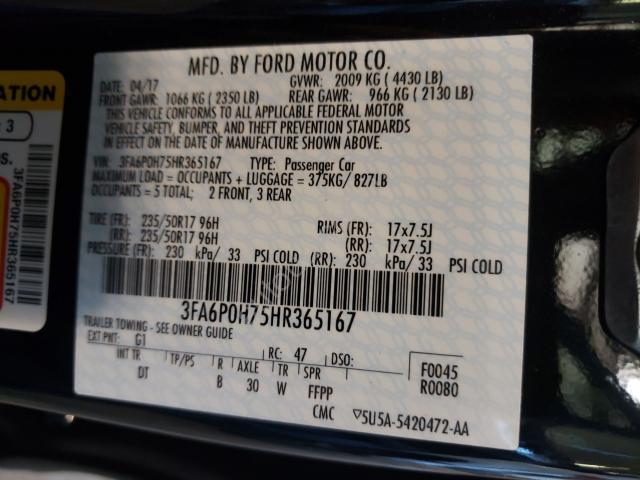 MFD. BY FORD MOTOR CO.
DATE: 04/17 GVWR: 2009 KG (4430 LB)
FRONT GAWR: 1066 KG (2350 LB) REAR GAWR: 966 KG (2130 LB)
THIS VEHICLE CONFORMS TO ALL APPLICABLE FEDERAL MOTOR
VEHICLE SAFETY, BUMPER, AND THEFT PREVENTION STANDARDS
IN EFFECT ON THE DATE OF MANUFACTURE SHOWN ABOVE.
VIN: 3FA6P0H75HR365167 TYPE: Passenger Car
MAXIMUM LOAD = OCCUPANTS + LUGGAGE = 375KG/ 827LB
OCCUPANTS = 5 TOTAL; 2 FRONT, 3 REAR
TIRE (FR): 235/50R17 96H RIMS (FR): 17x7.5J
(RR): 235/50R17 96H (RR): 17x7.5J
PRESSURE (FR): 230 kPa/ 33 PSI COLD (RR): 230 kPa/ 33 PSI COLD
3FA6P0H75HR365167
TRAILER TOWING - SEE OWNER GUIDE
EXT PNT: G1 RC: 47 DSO: F0045
INT TR TP/PS R AXLE TR SPR R0080
DT B 30 W FFPP
CMC ▽5U5A-5420472-AA
ATION
: 3
S.
3FA6P0H75HR365167